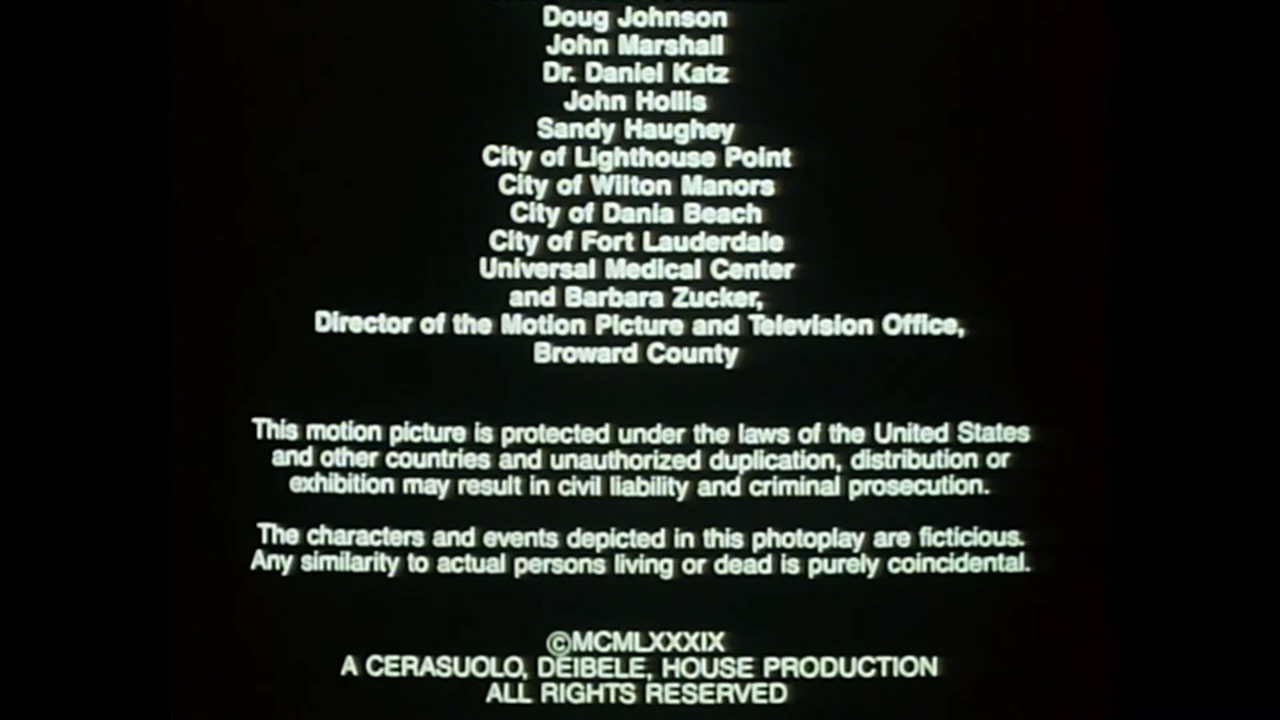 Doug Johnson
John Marshall
Dr. Daniel Katz
John Hollis
Sandy Haughey
City of Lighthouse Point
City of Wilton Manors
City of Dania Beach
City of Fort Lauderdale
Universal Medical Center
and Barbara Zucker,
Director of the Motion Picture and Television Office,
Broward County
This motion picture is protected under the laws of the United States
and other countries and unauthorized duplication, distribution or
exhibition may result in civil liability and criminal prosecution.
The characters and events depicted in this photoplay are ficticious.
Any similarity to actual persons living or dead is purely coincidental.
©MCMLXXXIX
A CERASUOLO, DEIBELE, HOUSE PRODUCTION
ALL RIGHTS RESERVED